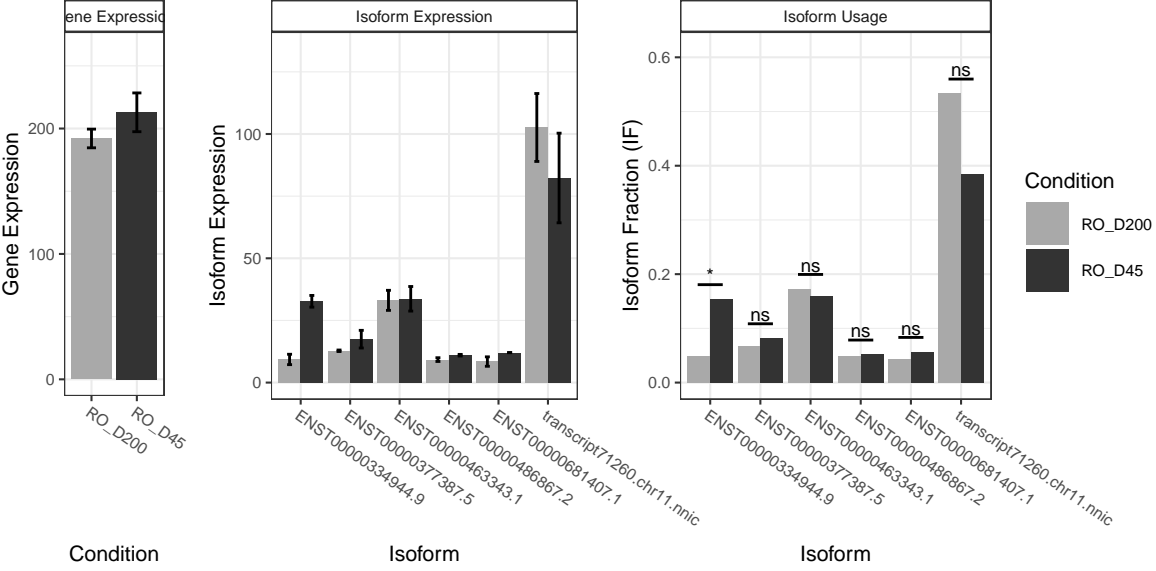 ene Expressio
Gene Expression
200
100
0
RO_D200
RO_D45
Condition
Isoform Expression
Isoform Expression
100
50
0
ENST00000334944.9
ENST00000377387.5
ENST00000463343.1
ENST00000486867.2
ENST00000681407.1
transcript71260.chr11.nnic
Isoform
Isoform Usage
Isoform Fraction (IF)
0.6
0.4
0.2
0.0
*
ns
ns
ns
ns
ns
ENST00000334944.9
ENST00000377387.5
ENST00000463343.1
ENST00000486867.2
ENST00000681407.1
transcript71260.chr11.nnic
Isoform
Condition
RO_D200
RO_D45